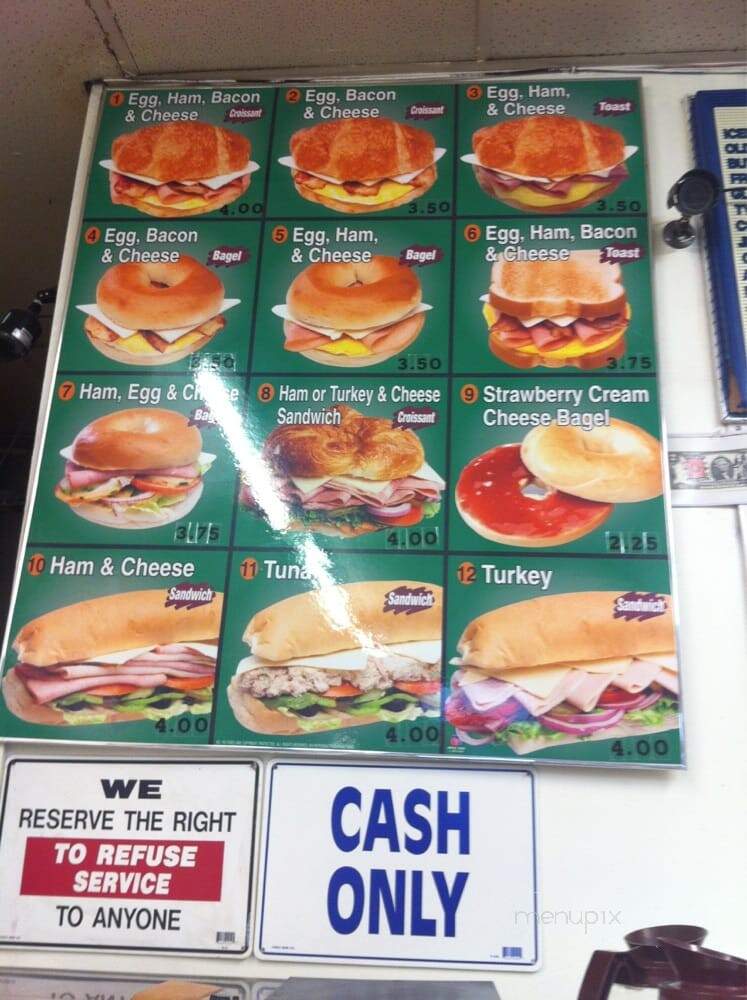 1 Egg, Ham, Bacon
& Cheese Croissant
4.00
2 Egg, Bacon
& Cheese Croissant
3.50
3 Egg, Ham,
& Cheese Toast
3.50
4 Egg, Bacon
& Cheese Bagel
3.50
5 Egg, Ham,
& Cheese Bagel
3.50
6 Egg, Ham, Bacon
& Cheese Toast
3.75
7 Ham, Egg &
3.75
8 Ham or Turkey & Cheese
Sandwich Croissant
4.00
9 Strawberry Cream
Cheese Bagel
2.25
10 Ham & Cheese
Sandwich
4.00
11 Tuna
Sandwich
4.00
12 Turkey
Sandwich
4.00
WE
RESERVE THE RIGHT
TO REFUSE
SERVICE
TO ANYONE
CASH
ONLY
menupix